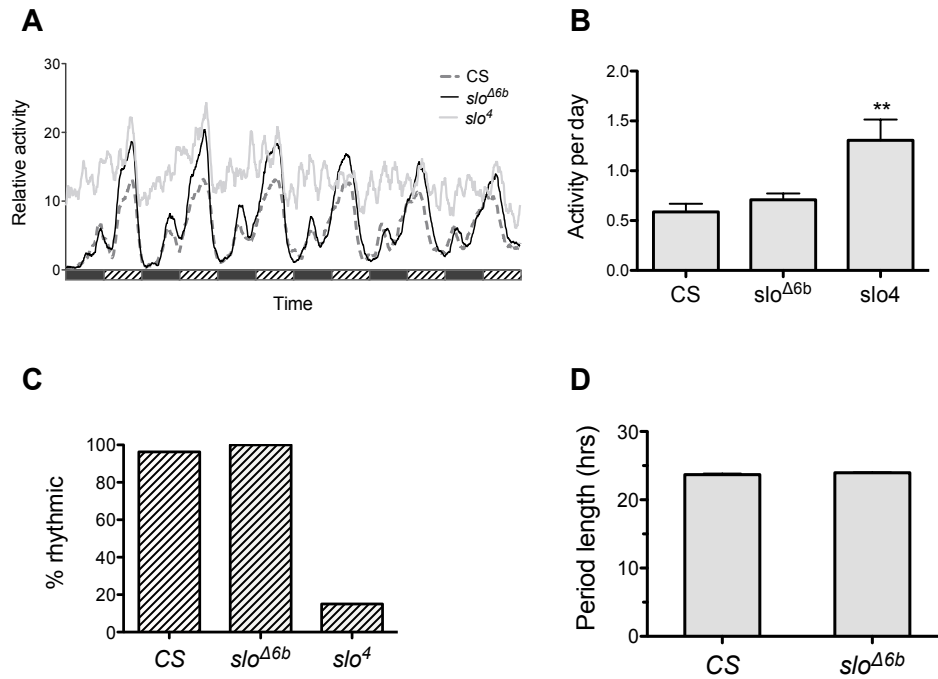 A
30
20
10
0
Relative activity
Time
CS
slo^Δ6b
slo^4
B
2.0
1.5
1.0
0.5
0.0
Activity per day
**
CS slo^Δ6b slo4
C
100
80
60
40
20
0
% rhythmic
CS slo^Δ6b slo^4
D
30
20
10
0
Period length (hrs)
CS slo^Δ6b